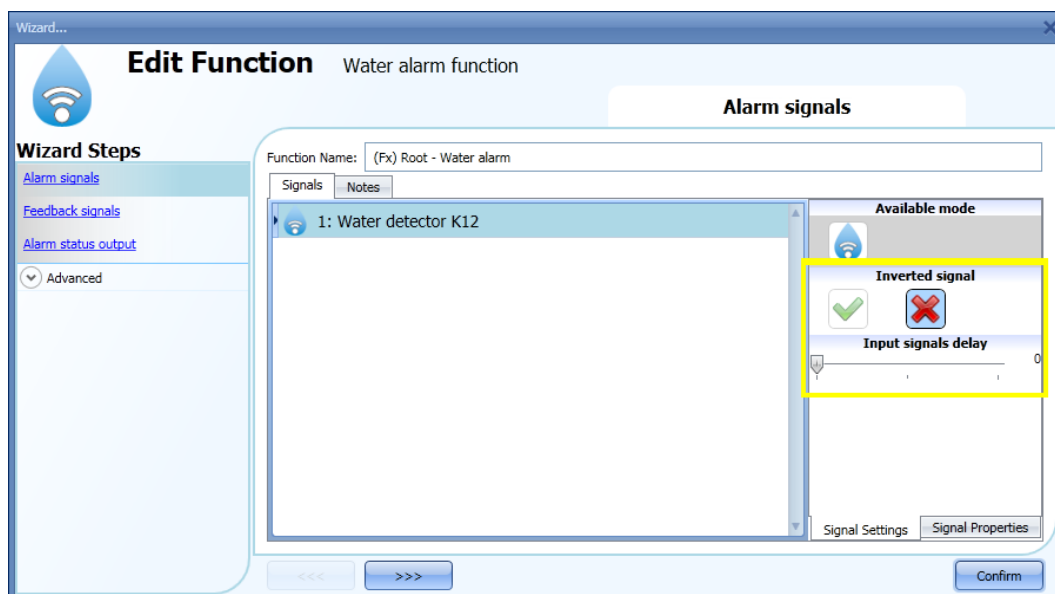 Wizard...
Edit Function Water alarm function
Alarm signals
Wizard Steps
Alarm signals
Feedback signals
Alarm status output
Advanced
Function Name: (Fx) Root - Water alarm
Signals Notes
1: Water detector K12
Available mode
Inverted signal
Input signals delay
0
Signal Settings Signal Properties
<<< >>> Confirm